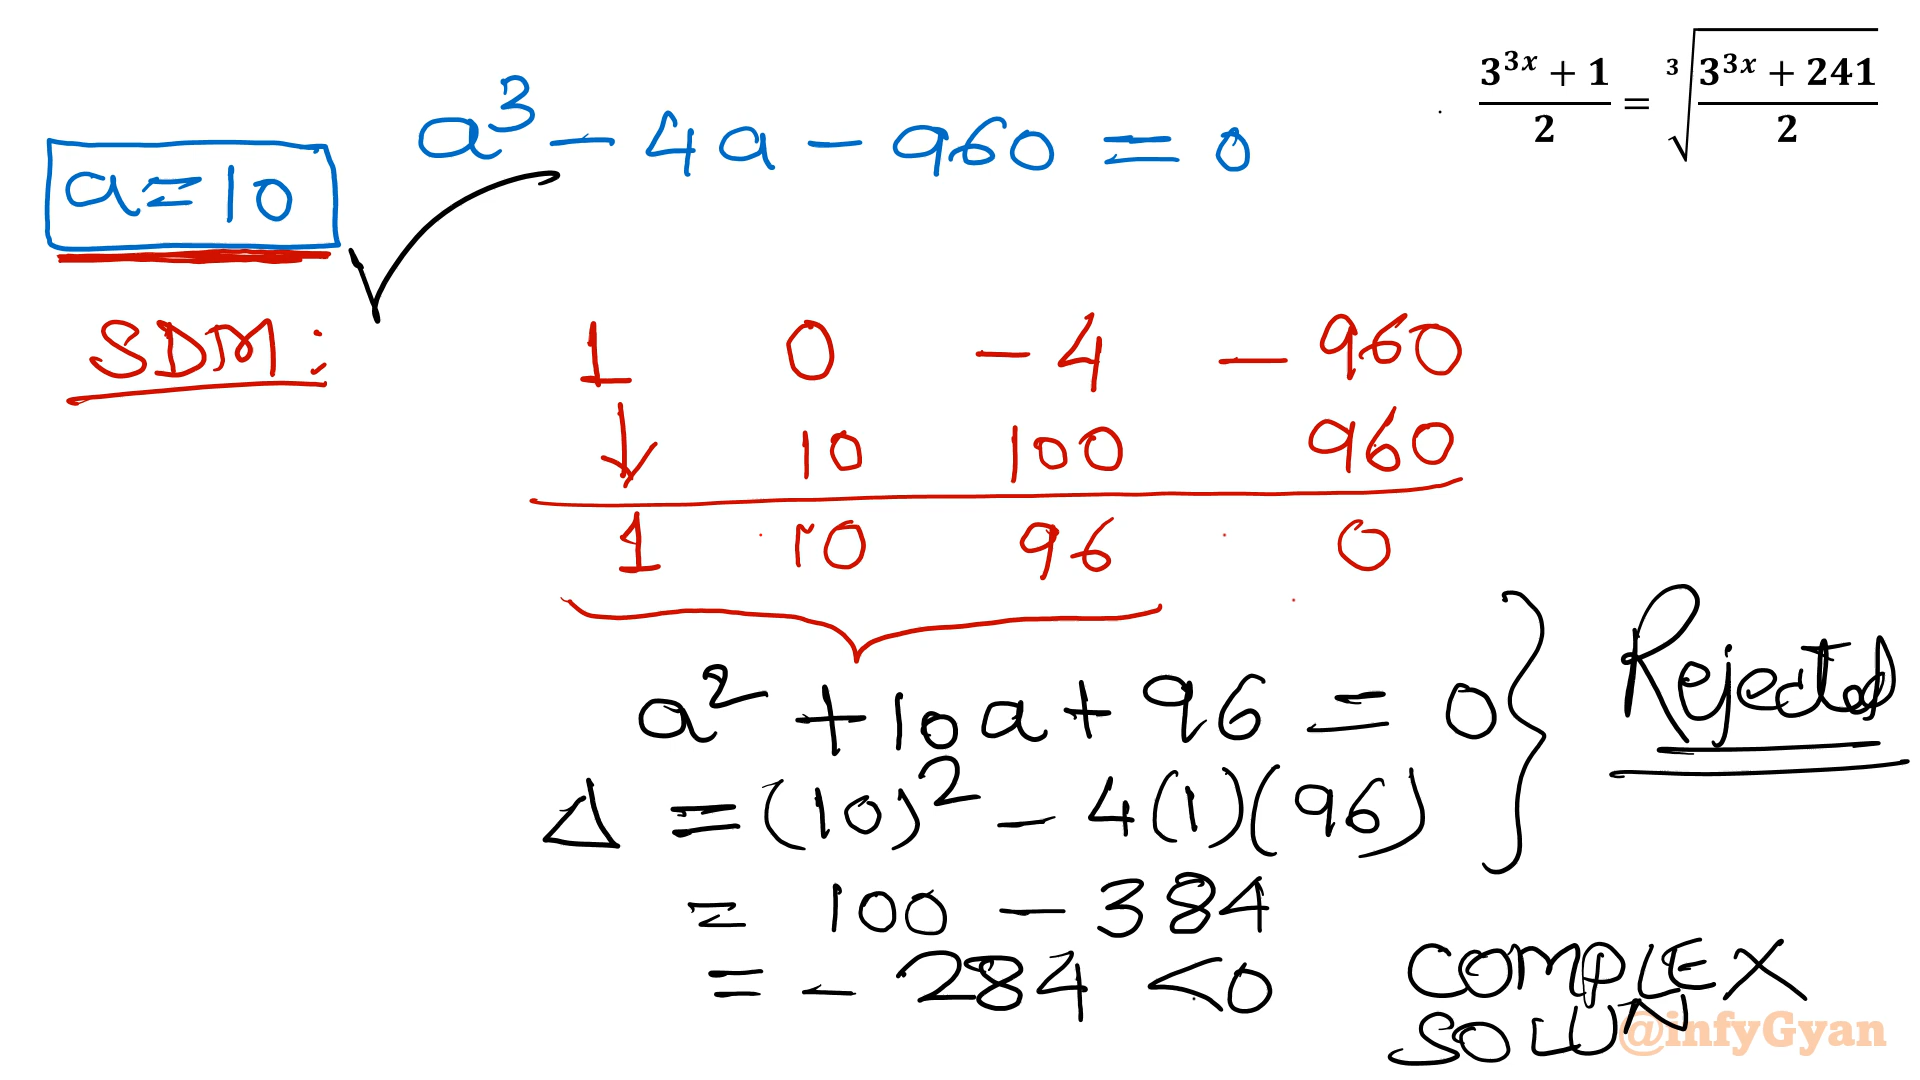 a³ - 4a - 960 = 0
(3^{3x} + 1)/2 = ∛((3^{3x} + 241)/2)
a = 10
SDM:
1 0 -4 -960
↓ 10 100 960
1 10 96 0
a² + 10a + 96 = 0
Rejected
Δ = (10)² - 4(1)(96)
= 100 - 384
= - 284 < 0
COMPLEX
SOLUN
@infyGyan